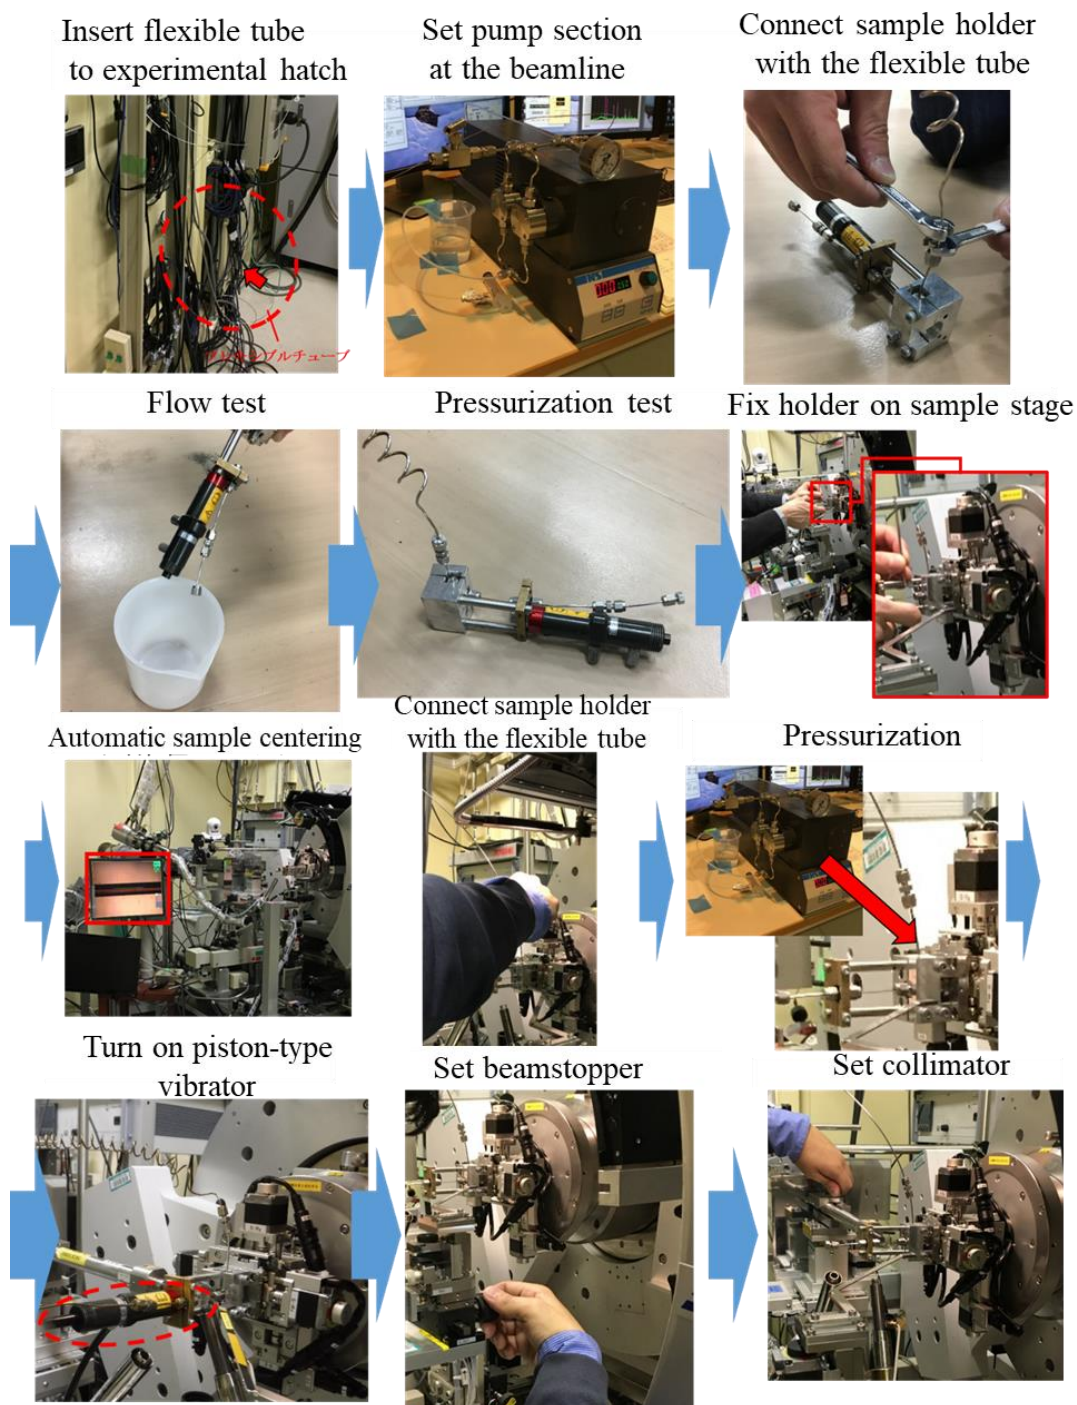 Insert flexible tube
to experimental hatch
Set pump section
at the beamline
Connect sample holder
with the flexible tube
フレキシブルチューブ
Flow test
Pressurization test
Fix holder on sample stage
Automatic sample centering
Connect sample holder
with the flexible tube
Pressurization
Turn on piston-type
vibrator
Set beamstopper
Set collimator